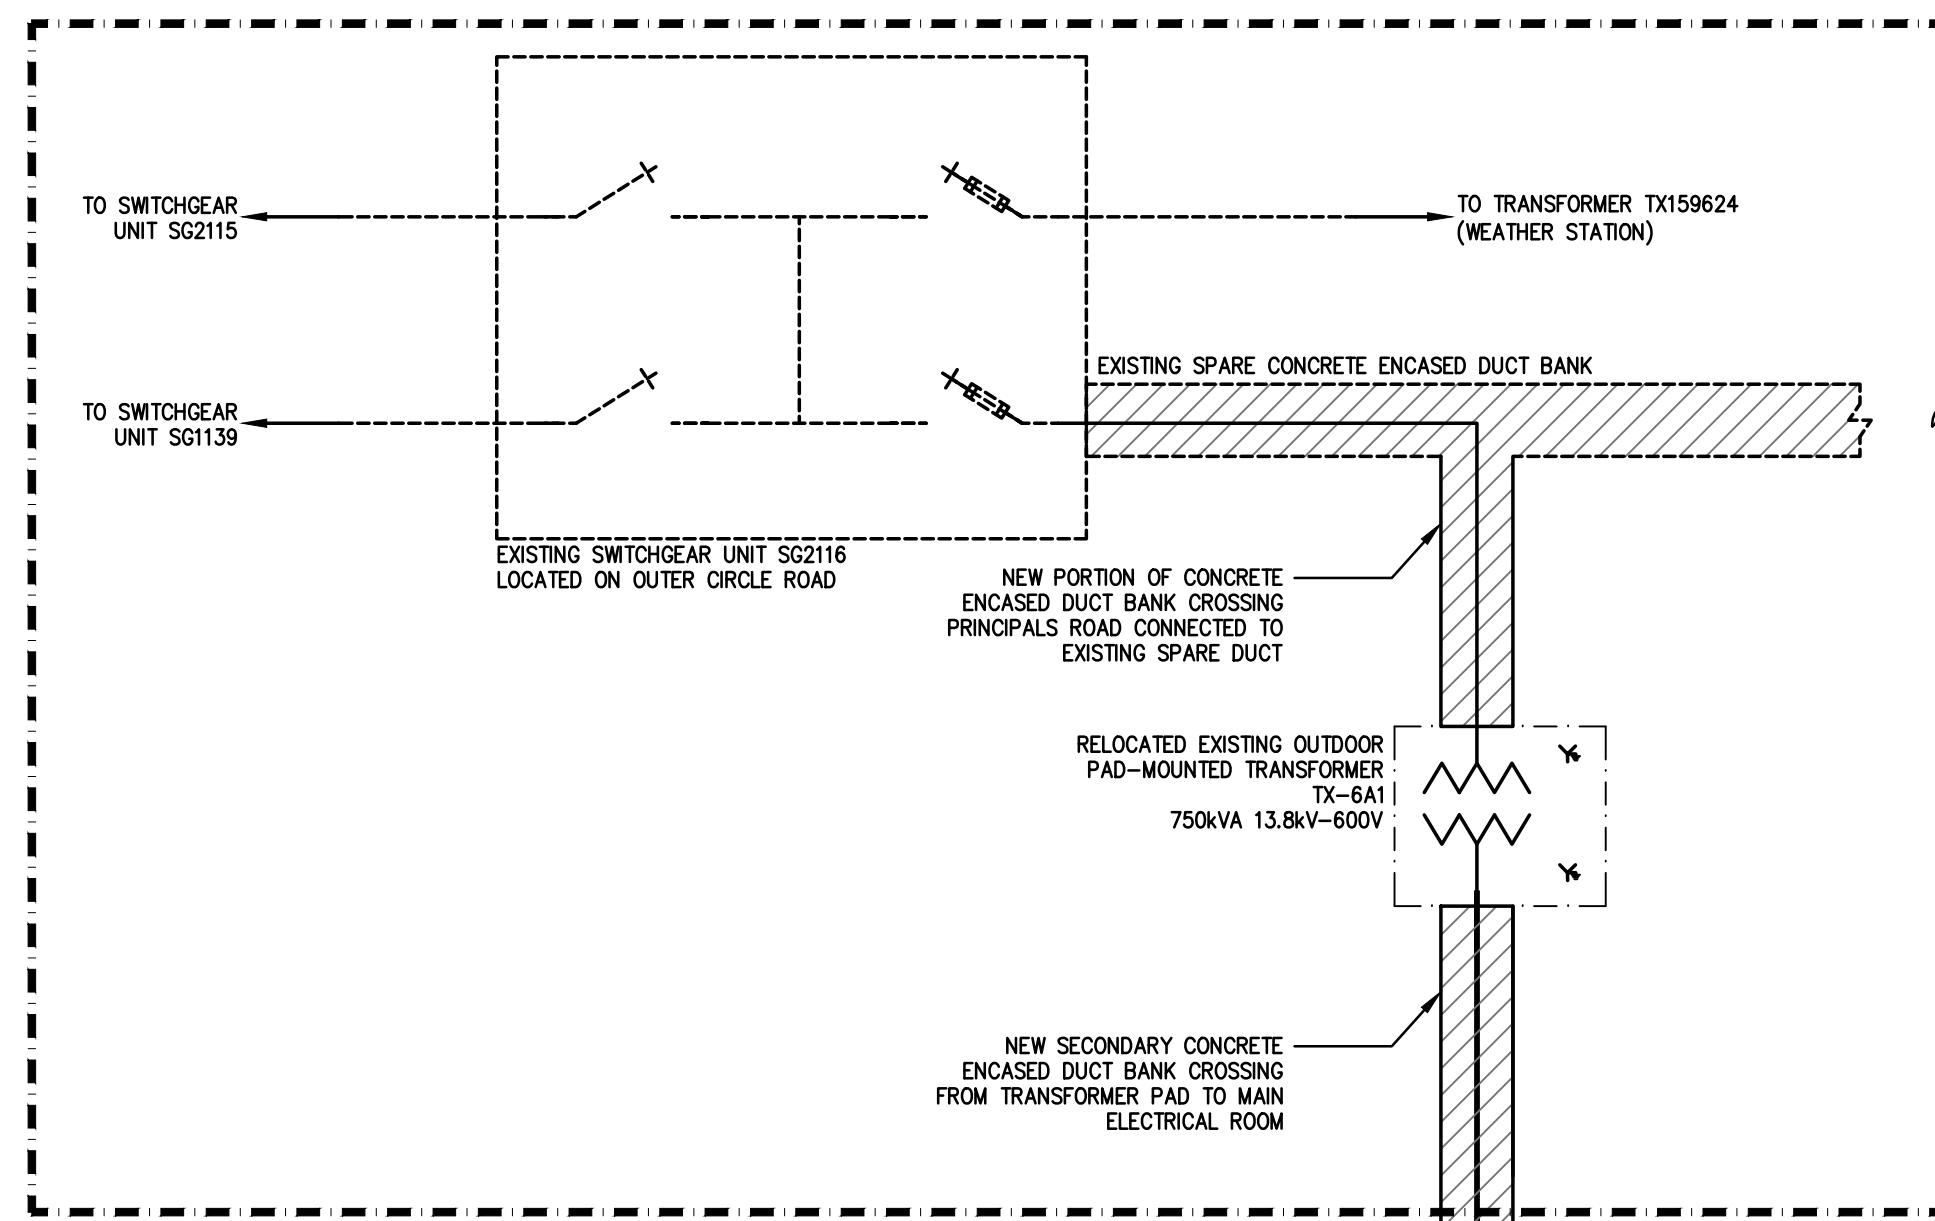 TO SWITCHGEAR
UNIT SG2115
TO TRANSFORMER TX159624
(WEATHER STATION)
EXISTING SPARE CONCRETE ENCASED DUCT BANK
TO SWITCHGEAR
UNIT SG1139
EXISTING SWITCHGEAR UNIT SG2116
LOCATED ON OUTER CIRCLE ROAD
NEW PORTION OF CONCRETE
ENCASED DUCT BANK CROSSING
PRINCIPALS ROAD CONNECTED TO
EXISTING SPARE DUCT
RELOCATED EXISTING OUTDOOR
PAD-MOUNTED TRANSFORMER
TX-6A1
750kVA 13.8kV-600V
NEW SECONDARY CONCRETE
ENCASED DUCT BANK CROSSING
FROM TRANSFORMER PAD TO MAIN
ELECTRICAL ROOM